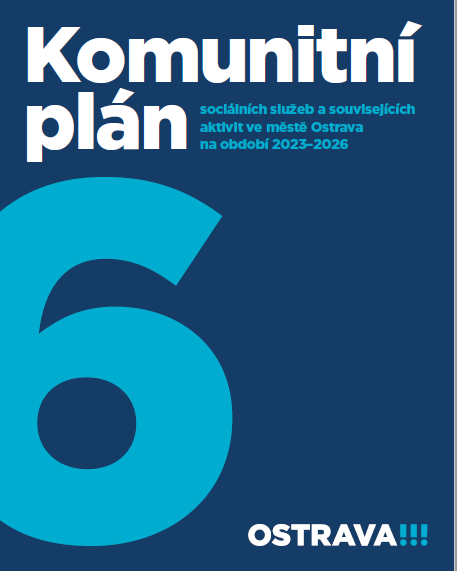 Komunitní
plán
sociálních služeb a souvisejících
aktivit ve městě Ostrava
na období 2023–2026
6
OSTRAVA!!!